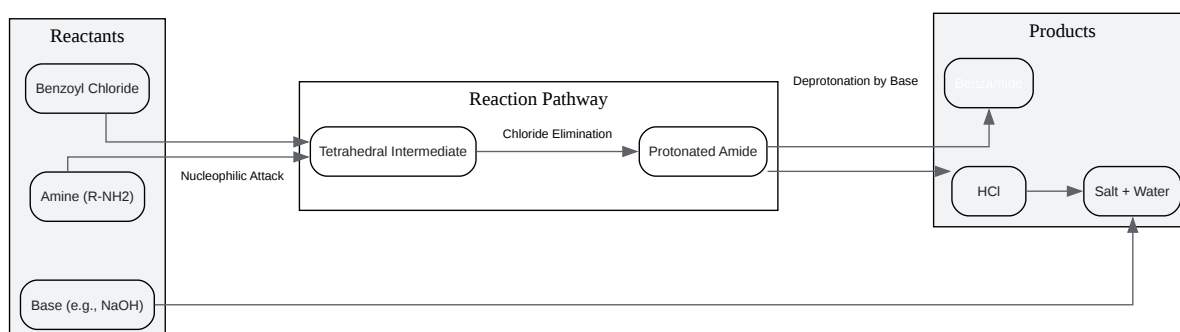 Reactants
Benzoyl Chloride
Amine (R-NH2)
Base (e.g., NaOH)
Nucleophilic Attack
Reaction Pathway
Tetrahedral Intermediate
Chloride Elimination
Protonated Amide
Deprotonation by Base
Products
Benzamide
HCl
Salt + Water